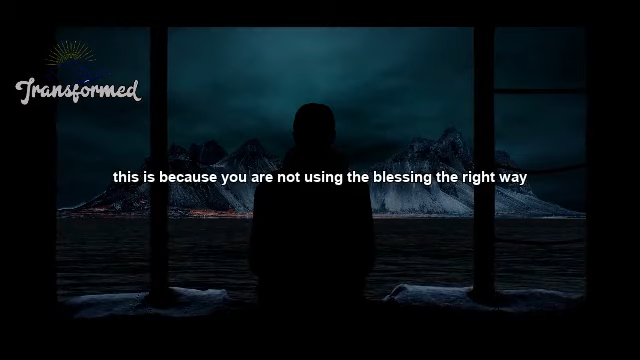 Transformed
this is because you are not using the blessing the right way